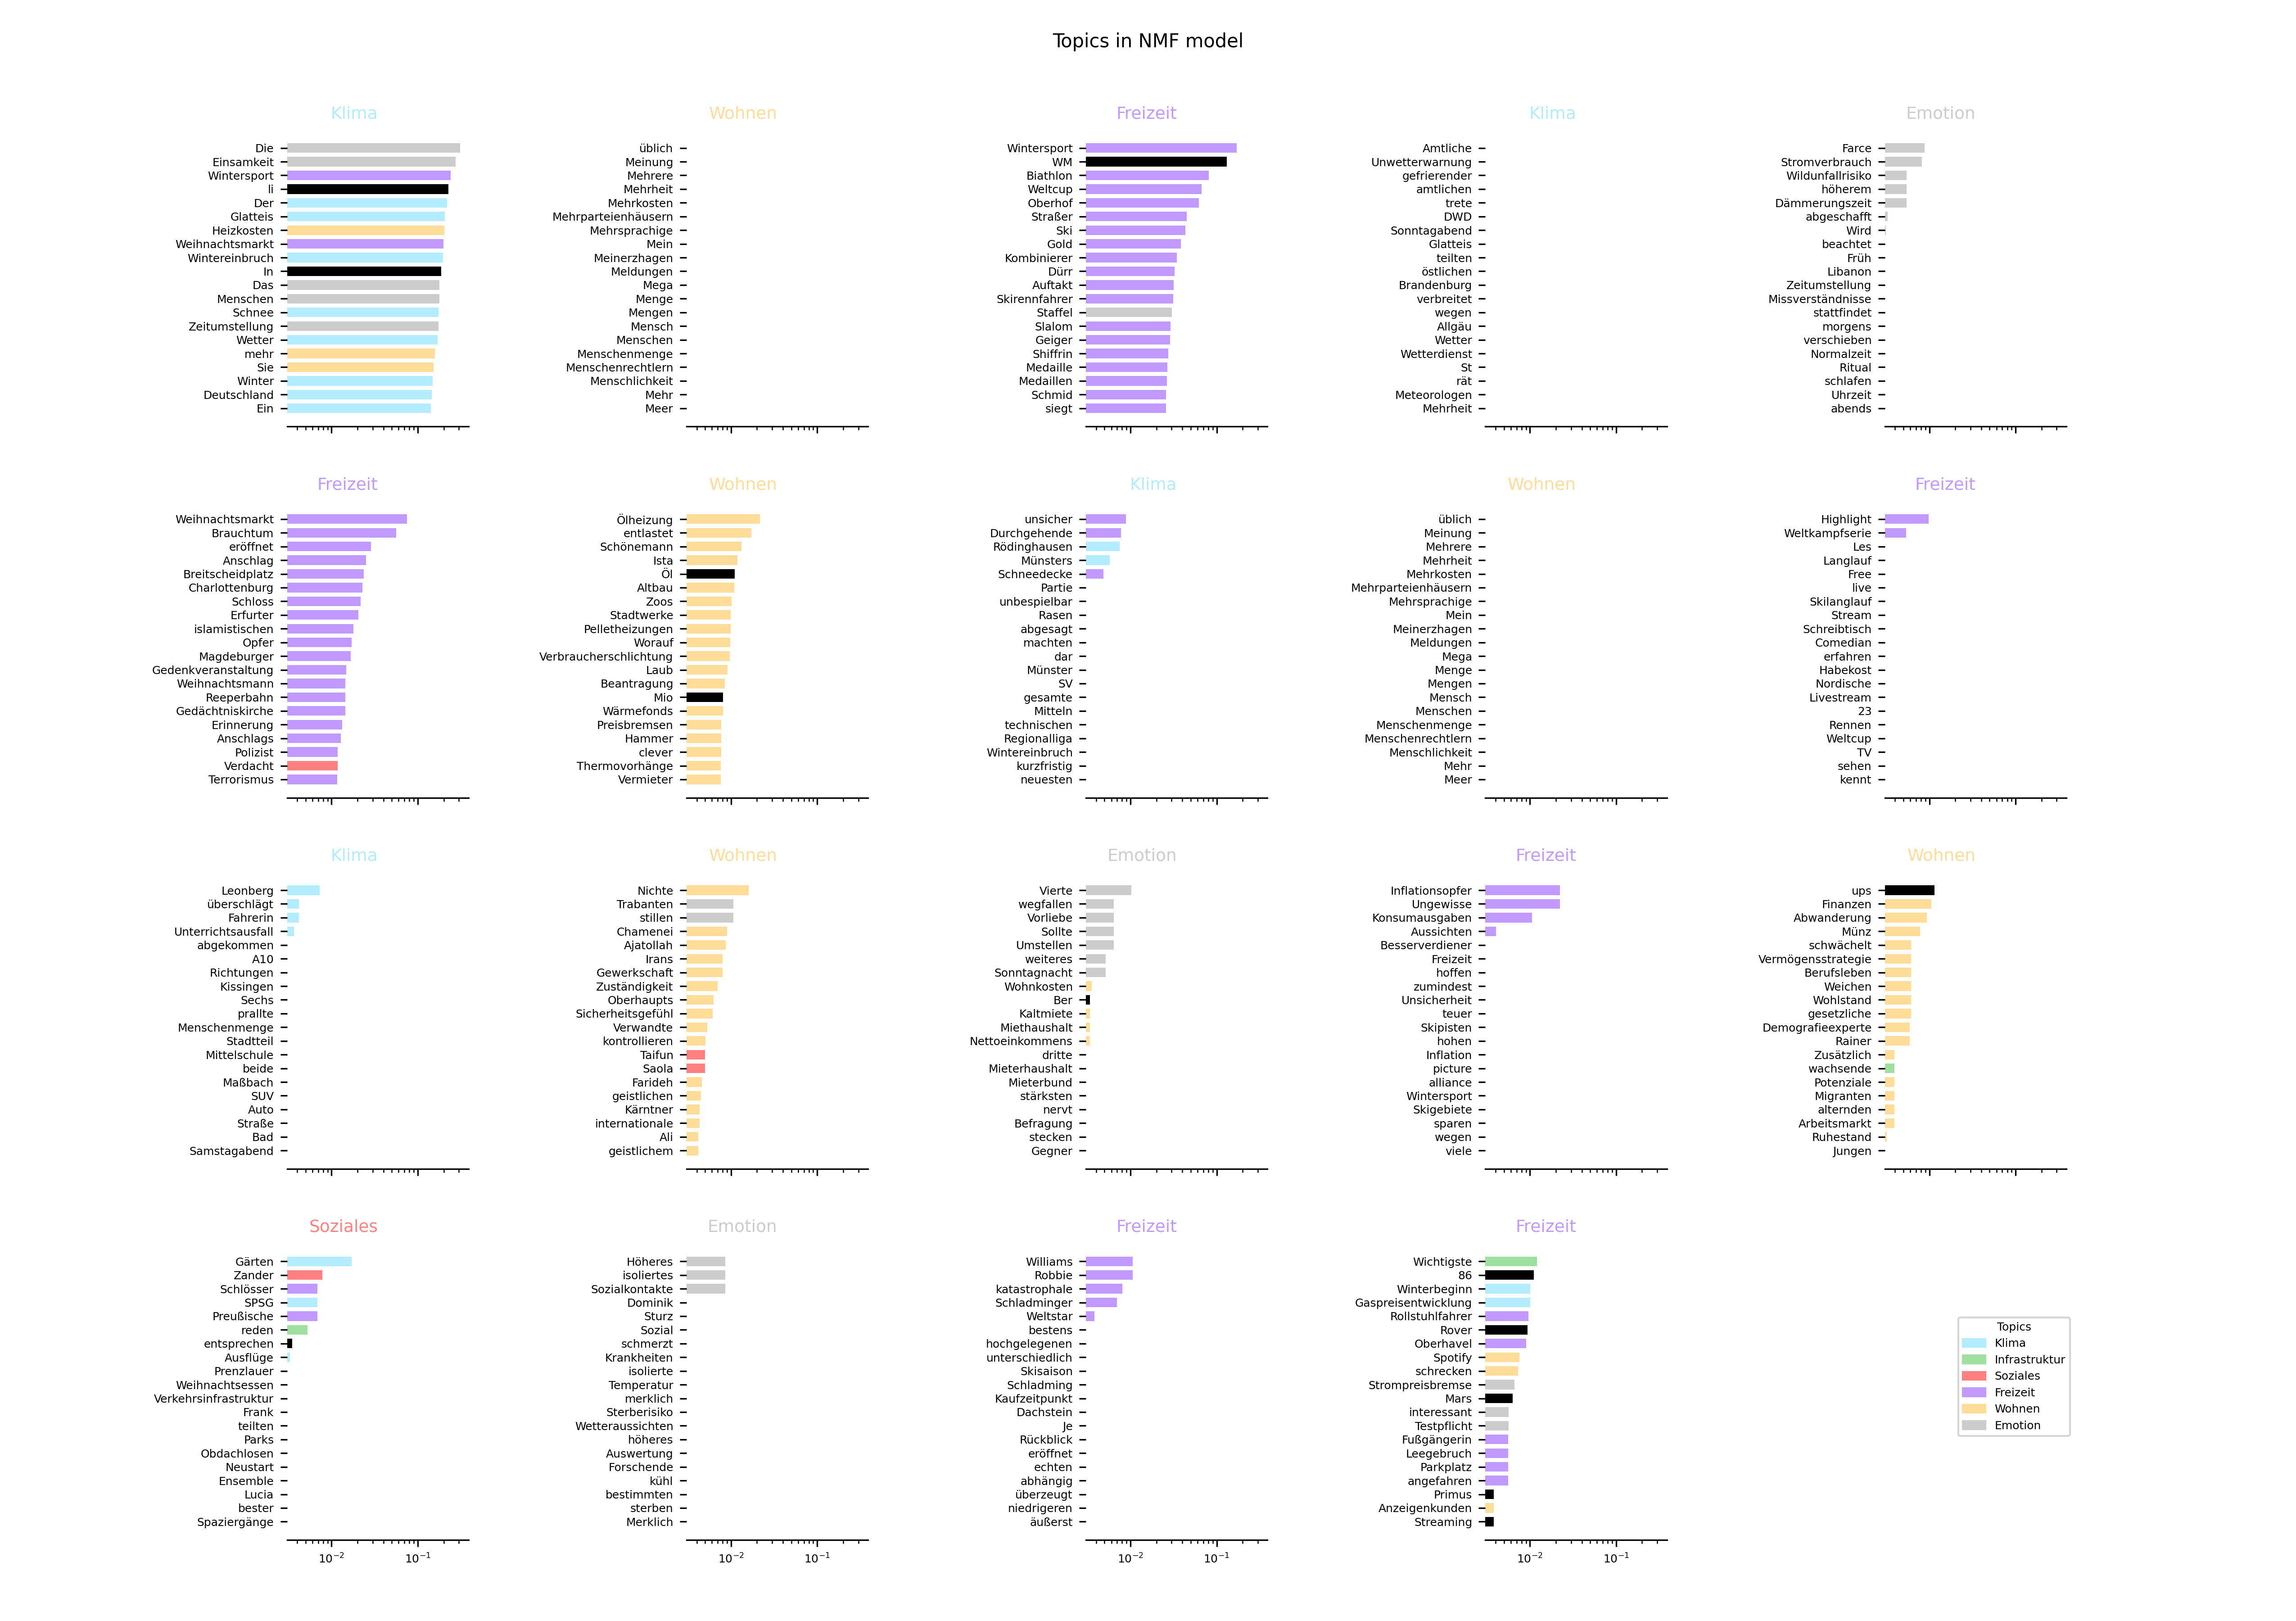 Topics in NMF model
Klima
Die
Einsamkeit
Wintersport
li
Der
Glatteis
Heizkosten
Weihnachtsmarkt
Wintereinbruch
In
Das
Menschen
Schnee
Zeitumstellung
Wetter
mehr
Sie
Winter
Deutschland
Ein
Wohnen
üblich
Meinung
Mehrere
Mehrheit
Mehrkosten
Mehrparteienhäusern
Mehrsprachige
Mein
Meinerzhagen
Meldungen
Mega
Menge
Mengen
Mensch
Menschen
Menschenmenge
Menschenrechtlern
Menschlichkeit
Mehr
Meer
Freizeit
Wintersport
WM
Biathlon
Weltcup
Oberhof
Straßer
Ski
Gold
Kombinierer
Dürr
Auftakt
Skirennfahrer
Staffel
Slalom
Geiger
Shiffrin
Medaille
Medaillen
Schmid
siegt
Klima
Amtliche
Unwetterwarnung
gefrierender
amtlichen
trete
DWD
Sonntagabend
Glatteis
teilten
östlichen
Brandenburg
verbreitet
wegen
Allgäu
Wetter
Wetterdienst
St
rät
Meteorologen
Mehrheit
Emotion
Farce
Stromverbrauch
Wildunfallrisiko
höherem
Dämmerungszeit
abgeschafft
Wird
beachtet
Früh
Libanon
Zeitumstellung
Missverständnisse
stattfindet
morgens
verschieben
Normalzeit
Ritual
schlafen
Uhrzeit
abends
Freizeit
Weihnachtsmarkt
Brauchtum
eröffnet
Anschlag
Breitscheidplatz
Charlottenburg
Schloss
Erfurter
islamistischen
Opfer
Magdeburger
Gedenkveranstaltung
Weihnachtsmann
Reeperbahn
Gedächtniskirche
Erinnerung
Anschlags
Polizist
Verdacht
Terrorismus
Wohnen
Ölheizung
entlastet
Schönemann
Ista
Öl
Altbau
Zoos
Stadtwerke
Pelletheizungen
Worauf
Verbraucherschlichtung
Laub
Beantragung
Mio
Wärmefonds
Preisbremsen
Hammer
clever
Thermovorhänge
Vermieter
Klima
unsicher
Durchgehende
Rödinghausen
Münsters
Schneedecke
Partie
unbespielbar
Rasen
abgesagt
machten
dar
Münster
SV
gesamte
Mitteln
technischen
Regionalliga
Wintereinbruch
kurzfristig
neuesten
Wohnen
üblich
Meinung
Mehrere
Mehrheit
Mehrkosten
Mehrparteienhäusern
Mehrsprachige
Mein
Meinerzhagen
Meldungen
Mega
Menge
Mengen
Mensch
Menschen
Menschenmenge
Menschenrechtlern
Menschlichkeit
Mehr
Meer
Freizeit
Highlight
Weltkampfserie
Les
Langlauf
Free
live
Skilanglauf
Stream
Schreibtisch
Comedian
erfahren
Habekost
Nordische
Livestream
23
Rennen
Weltcup
TV
sehen
kennt
Klima
Leonberg
überschlägt
Fahrerin
Unterrichtsausfall
abgekommen
A10
Richtungen
Kissingen
Sechs
prallte
Menschenmenge
Stadtteil
Mittelschule
beide
Maßbach
SUV
Auto
Straße
Bad
Samstagabend
Wohnen
Nichte
Trabanten
stillen
Chamenei
Ajatollah
Irans
Gewerkschaft
Zuständigkeit
Oberhaupts
Sicherheitsgefühl
Verwandte
kontrollieren
Taifun
Saola
Farideh
geistlichen
Kärntner
internationale
Ali
geistlichem
Emotion
Vierte
wegfallen
Vorliebe
Sollte
Umstellen
weiteres
Sonntagnacht
Wohnkosten
Ber
Kaltmiete
Miethaushalt
Nettoeinkommens
dritte
Mieterhaushalt
Mieterbund
stärksten
nervt
Befragung
stecken
Gegner
Freizeit
Inflationsopfer
Ungewisse
Konsumausgaben
Aussichten
Besserverdiener
Freizeit
hoffen
zumindest
Unsicherheit
teuer
Skipisten
hohen
Inflation
picture
alliance
Wintersport
Skigebiete
sparen
wegen
viele
Wohnen
ups
Finanzen
Abwanderung
Münz
schwächelt
Vermögensstrategie
Berufsleben
Weichen
Wohlstand
gesetzliche
Demografieexperte
Rainer
Zusätzlich
wachsende
Potenziale
Migranten
alternden
Arbeitsmarkt
Ruhestand
Jungen
Soziales
Gärten
Zander
Schlösser
SPSG
Preußische
reden
entsprechen
Ausflüge
Prenzlauer
Weihnachtsessen
Verkehrsinfrastruktur
Frank
teilten
Parks
Obdachlosen
Neustart
Ensemble
Lucia
bester
Spaziergänge
10⁻² 10⁻¹
Emotion
Höheres
isoliertes
Sozialkontakte
Dominik
Sturz
Sozial
schmerzt
Krankheiten
isolierte
Temperatur
merklich
Sterberisiko
Wetteraussichten
höheres
Auswertung
Forschende
kühl
bestimmten
sterben
Merklich
10⁻² 10⁻¹
Freizeit
Williams
Robbie
katastrophale
Schladminger
Weltstar
bestens
hochgelegenen
unterschiedlich
Skisaison
Schladming
Kaufzeitpunkt
Dachstein
Je
Rückblick
eröffnet
echten
abhängig
überzeugt
niedrigeren
äußerst
10⁻² 10⁻¹
Freizeit
Wichtigste
86
Winterbeginn
Gaspreisentwicklung
Rollstuhlfahrer
Rover
Oberhavel
Spotify
schrecken
Strompreisbremse
Mars
interessant
Testpflicht
Fußgängerin
Leegebruch
Parkplatz
angefahren
Primus
Anzeigenkunden
Streaming
10⁻² 10⁻¹
Topics
Klima
Infrastruktur
Soziales
Freizeit
Wohnen
Emotion